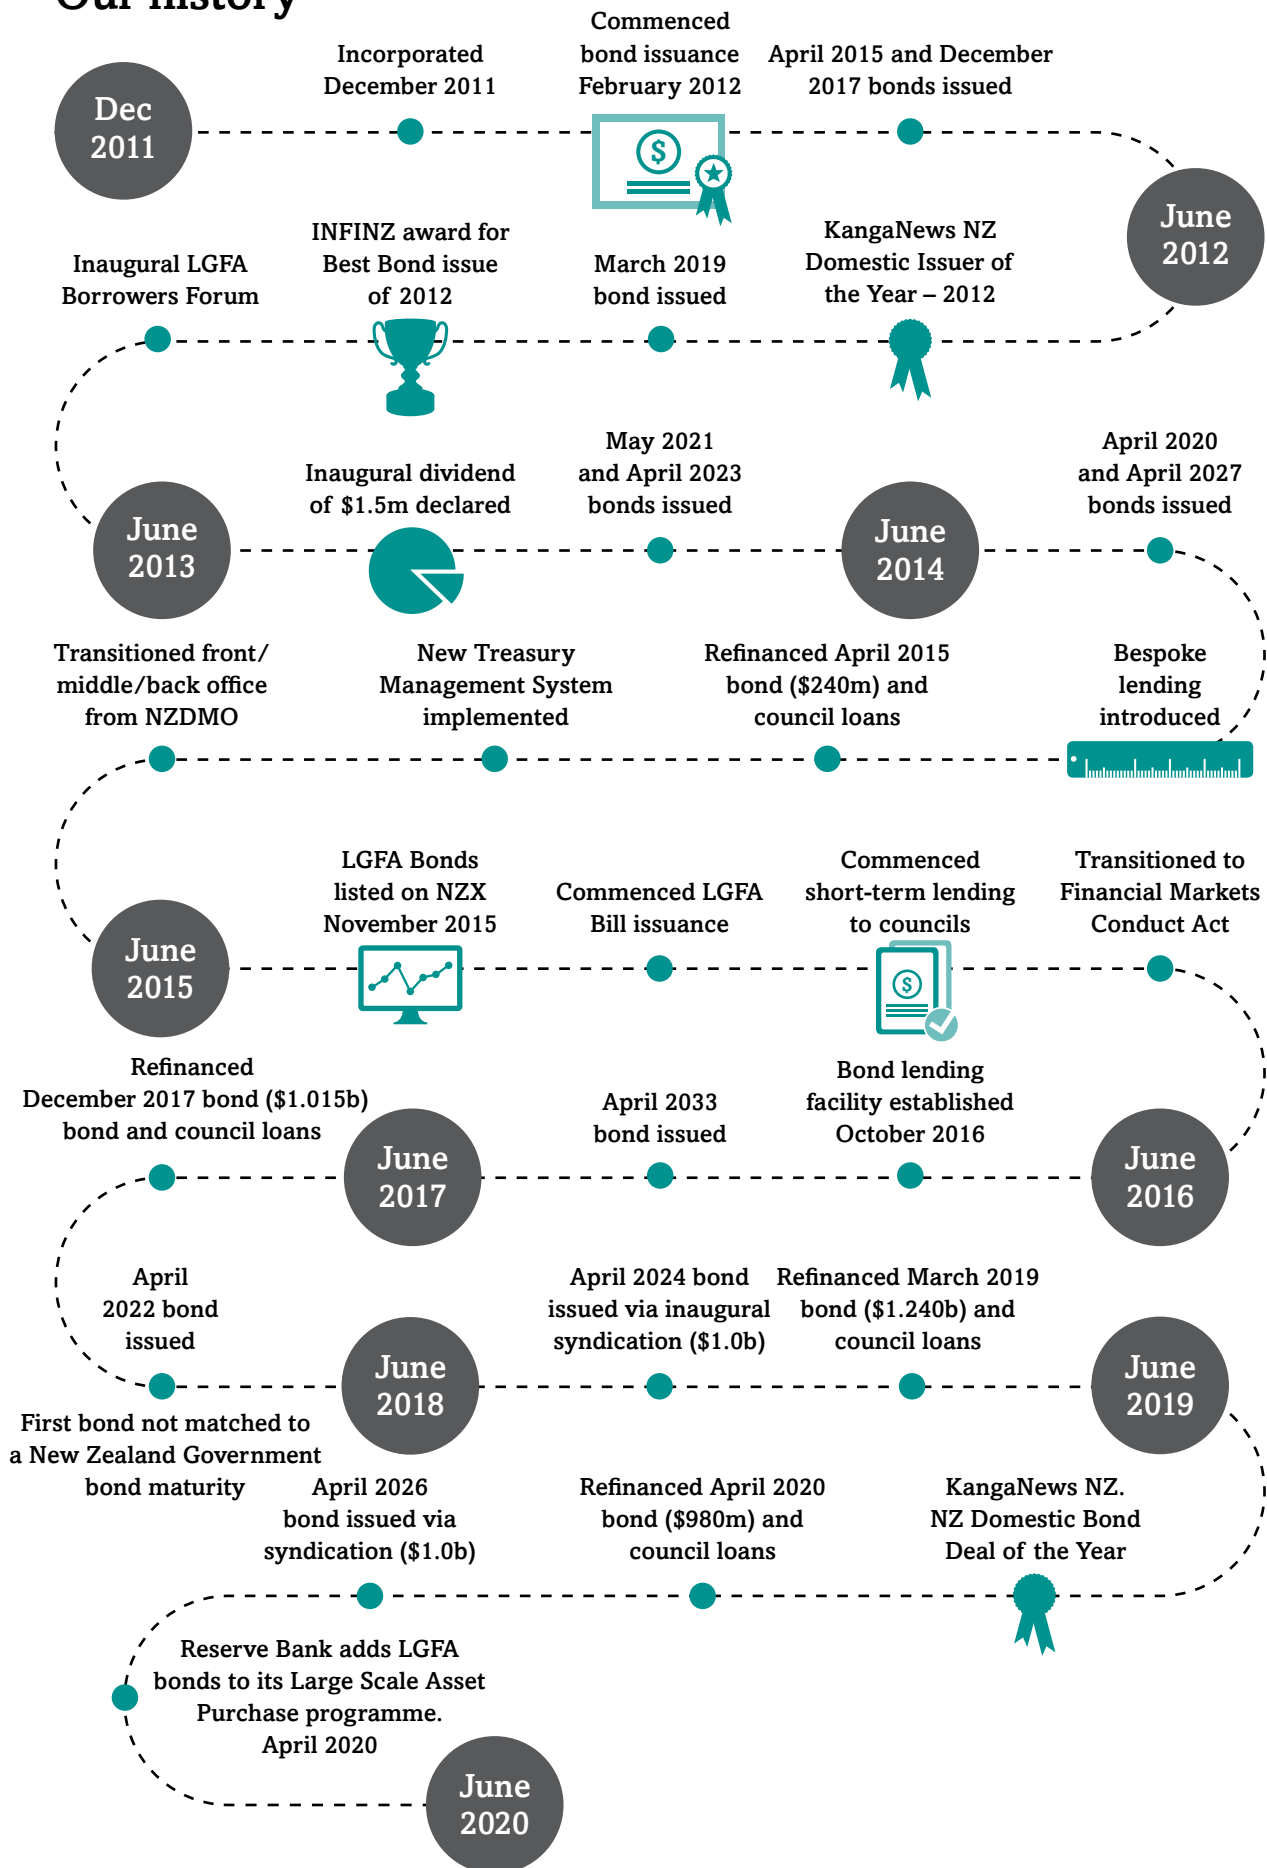 Our history
Dec
2011
Incorporated
December 2011
Commenced
bond issuance
February 2012
$
April 2015 and December
2017 bonds issued
June
2012
KangaNews NZ
Domestic Issuer of
the Year – 2012
March 2019
bond issued
INFINZ award for
Best Bond issue
of 2012
Inaugural LGFA
Borrowers Forum
June
2013
Inaugural dividend
of $1.5m declared
May 2021
and April 2023
bonds issued
June
2014
April 2020
and April 2027
bonds issued
Bespoke
lending
introduced
Refinanced April 2015
bond ($240m) and
council loans
New Treasury
Management System
implemented
Transitioned front/
middle/back office
from NZDMO
June
2015
LGFA Bonds
listed on NZX
November 2015
Commenced LGFA
Bill issuance
Commenced
short-term lending
to councils
$
Transitioned to
Financial Markets
Conduct Act
June
2016
Bond lending
facility established
October 2016
April 2033
bond issued
June
2017
Refinanced
December 2017 bond ($1.015b)
bond and council loans
April
2022 bond
issued
First bond not matched to
a New Zealand Government
bond maturity
June
2018
April 2024 bond
issued via inaugural
syndication ($1.0b)
Refinanced March 2019
bond ($1.240b) and
council loans
June
2019
KangaNews NZ.
NZ Domestic Bond
Deal of the Year
Refinanced April 2020
bond ($980m) and
council loans
April 2026
bond issued via
syndication ($1.0b)
Reserve Bank adds LGFA
bonds to its Large Scale Asset
Purchase programme.
April 2020
June
2020